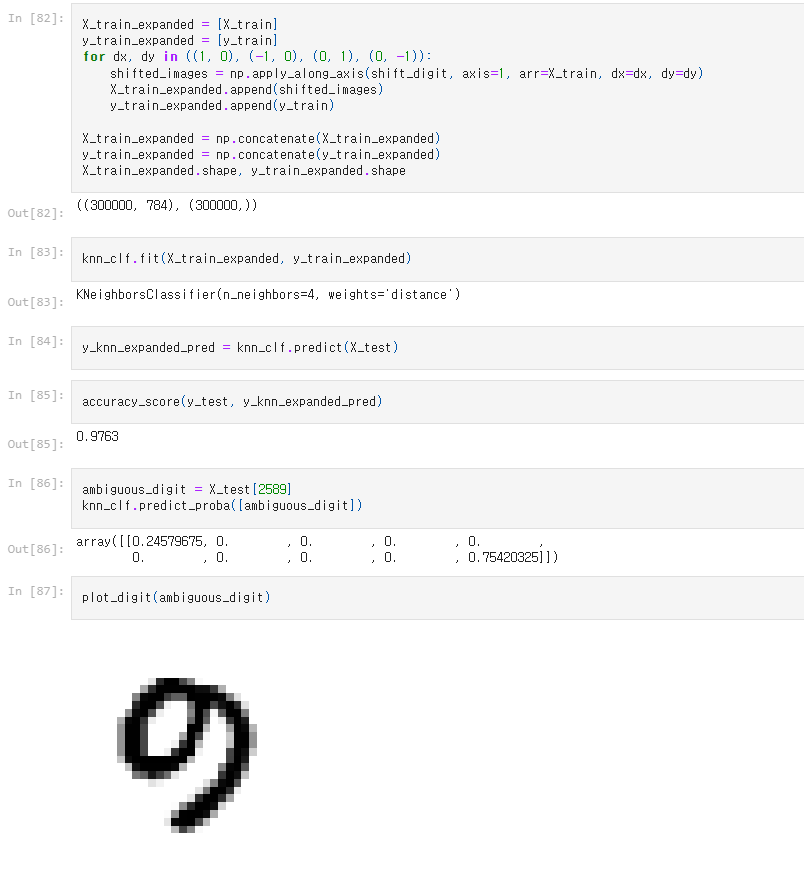 In [82]:
X_train_expanded = [X_train]
y_train_expanded = [y_train]
for dx, dy in ((1, 0), (-1, 0), (0, 1), (0, -1)):
    shifted_images = np.apply_along_axis(shift_digit, axis=1, arr=X_train, dx=dx, dy=dy)
    X_train_expanded.append(shifted_images)
    y_train_expanded.append(y_train)

X_train_expanded = np.concatenate(X_train_expanded)
y_train_expanded = np.concatenate(y_train_expanded)
X_train_expanded.shape, y_train_expanded.shape
Out[82]:
((300000, 784), (300000,))
In [83]:
knn_clf.fit(X_train_expanded, y_train_expanded)
Out[83]:
KNeighborsClassifier(n_neighbors=4, weights='distance')
In [84]:
y_knn_expanded_pred = knn_clf.predict(X_test)
In [85]:
accuracy_score(y_test, y_knn_expanded_pred)
Out[85]:
0.9763
In [86]:
ambiguous_digit = X_test[2589]
knn_clf.predict_proba([ambiguous_digit])
Out[86]:
array([[0.24579675, 0.        , 0.        , 0.        , 0.        ,
        0.        , 0.        , 0.        , 0.        , 0.75420325]])
In [87]:
plot_digit(ambiguous_digit)